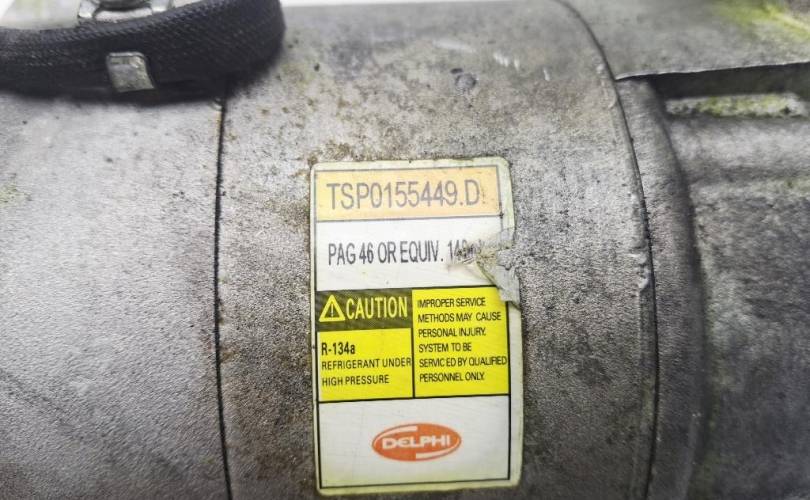 TSP0155449.D
PAG 46 OR EQUIV.
CAUTION
R-134a
REFRIGERANT UNDER
HIGH PRESSURE
IMPROPER SERVICE
METHODS MAY CAUSE
PERSONAL INJURY.
SYSTEM TO BE
SERVICED BY QUALIFIED
PERSONNEL ONLY.
DELPHI